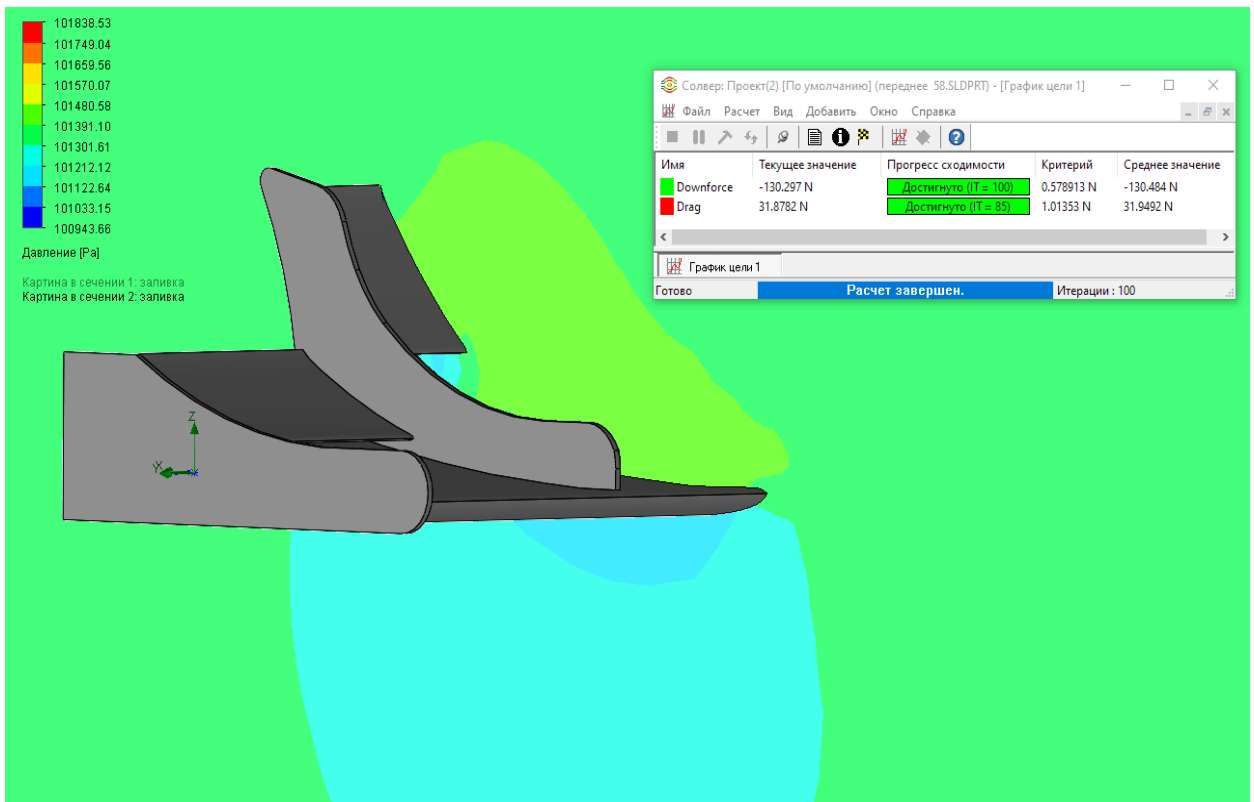 101838.53
101749.04
101659.56
101570.07
101480.58
101391.10
101301.61
101212.12
101122.64
101033.15
100943.66
Давление [Pa]
Картина в сечении 1: заливка
Картина в сечении 2: заливка
Солвер: Проект(2) [По умолчанию] (переднее 58.SLDPRT) - [График цели 1]
Файл Расчет Вид Добавить Окно Справка
Имя Текущее значение Прогресс сходимости Критерий Среднее значение
Downforce -130.297 N Достигнуто (IT = 100) 0.578913 N -130.484 N
Drag 31.8782 N Достигнуто (IT = 85) 1.01353 N 31.9492 N
График цели 1
Готово Расчет завершен. Итерации : 100
Z
Y X